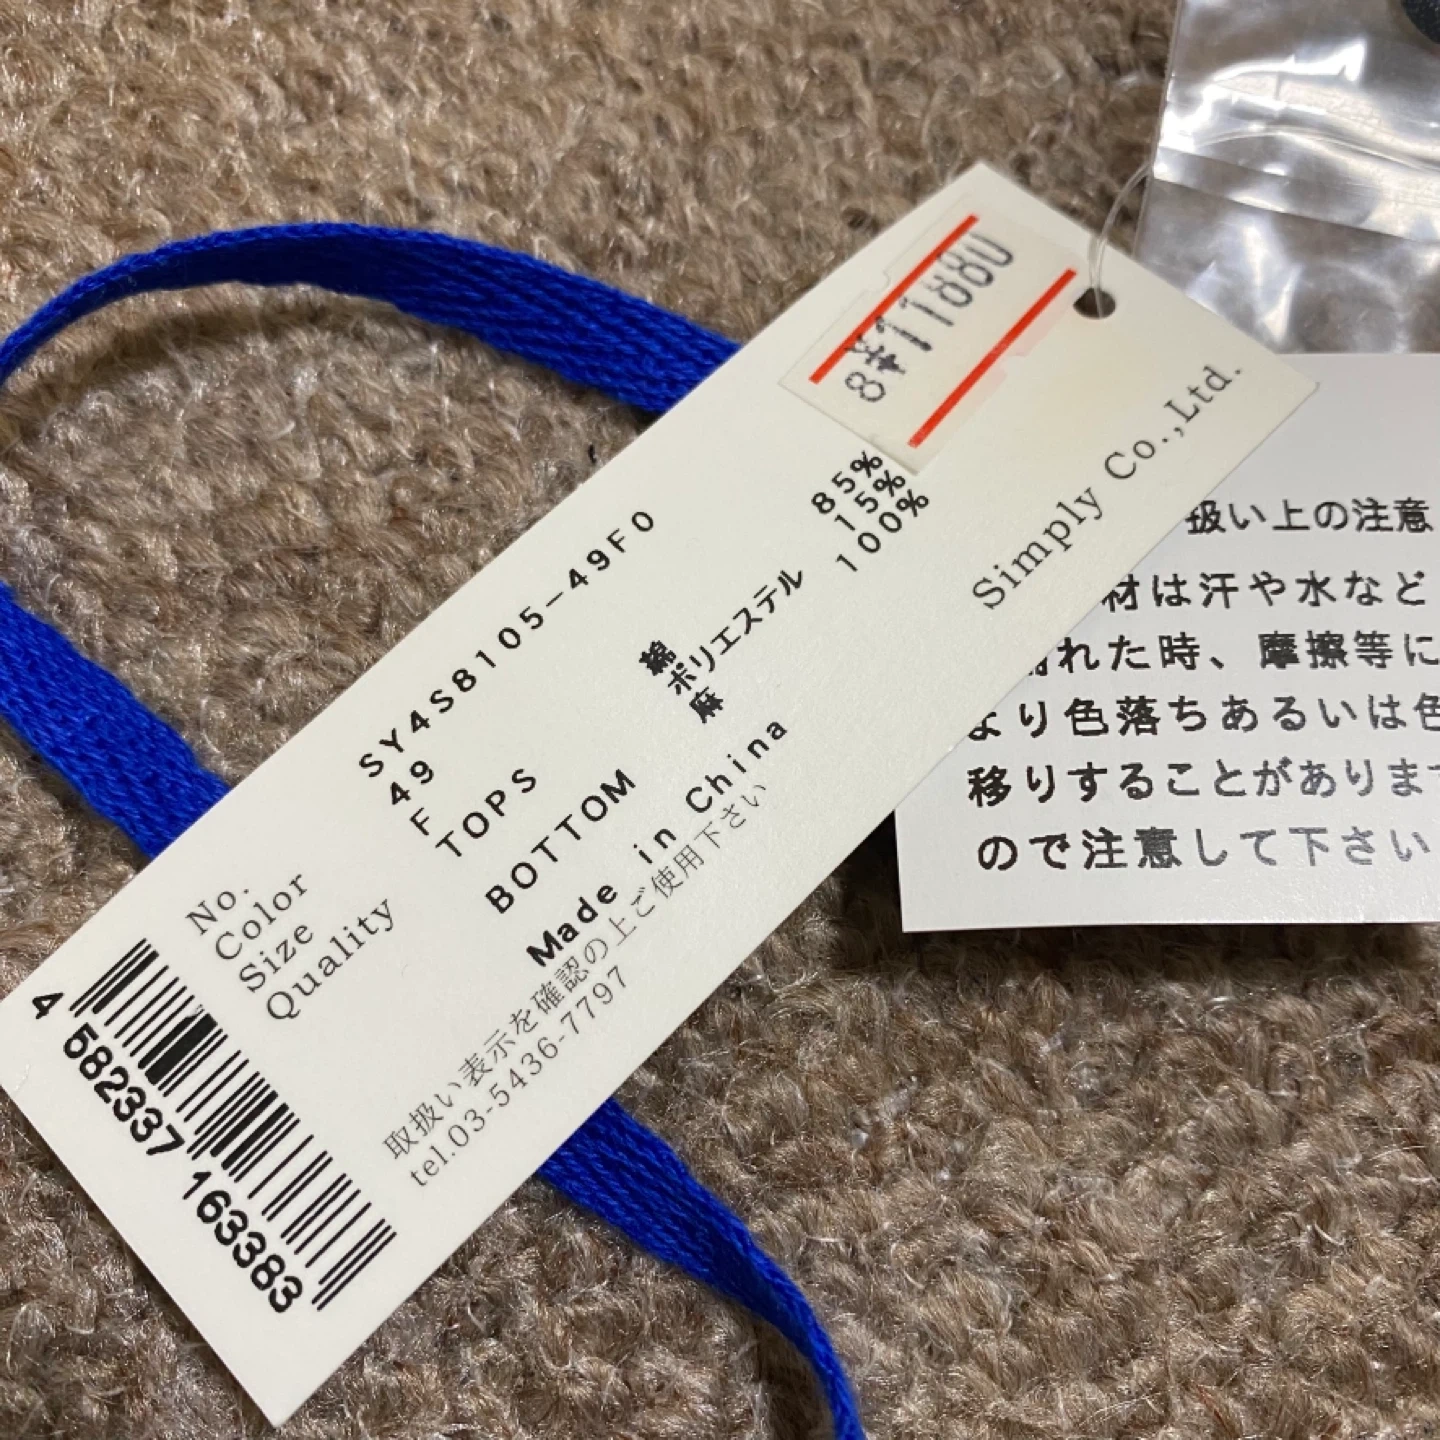 8¥11880
No. SY4S8105-49F0
Color 49
Size F
Quality TOPS 綿 85%
ポリエステル 15%
BOTTOM 麻 100%
Made in China
取扱い表示を確認の上ご使用下さい
tel.03-5436-7797
Simply Co.,Ltd.
4 582337 163383
扱い上の注意
材は汗や水など
れた時、摩擦等に
より色落ちあるいは色
移りすることがあります
ので注意して下さい